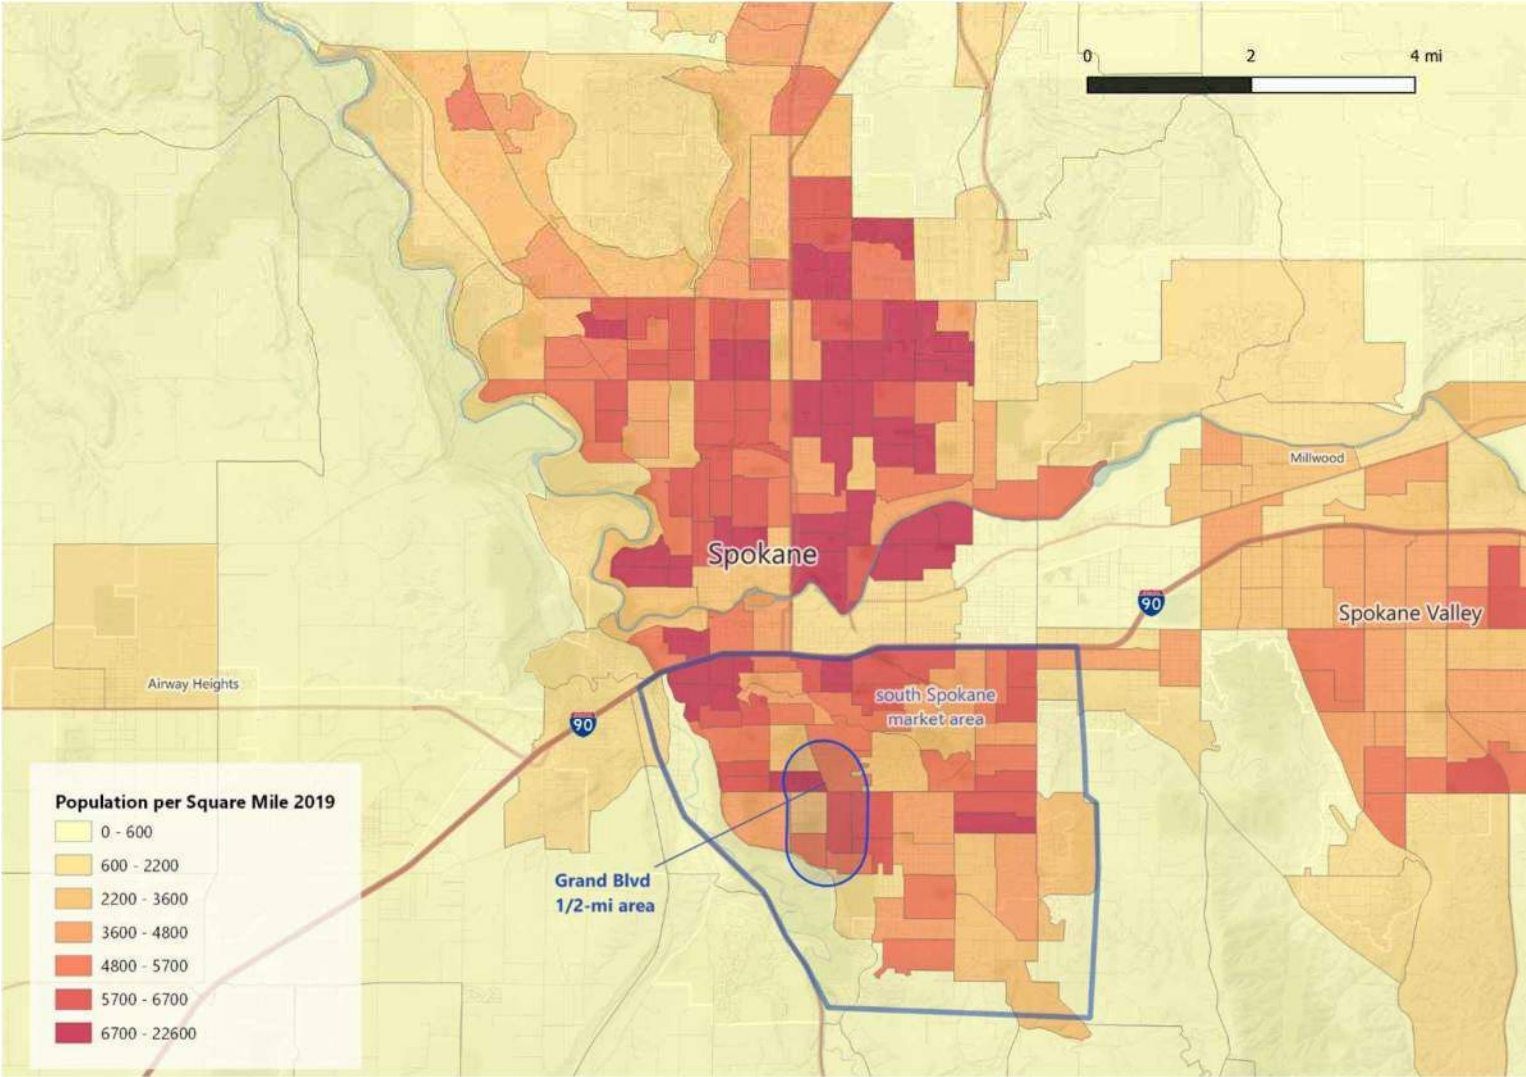 0 2 4 mi
Millwood
Spokane
90
Spokane Valley
Airway Heights
south Spokane
market area
90
Grand Blvd
1/2-mi area
Population per Square Mile 2019
0 - 600
600 - 2200
2200 - 3600
3600 - 4800
4800 - 5700
5700 - 6700
6700 - 22600